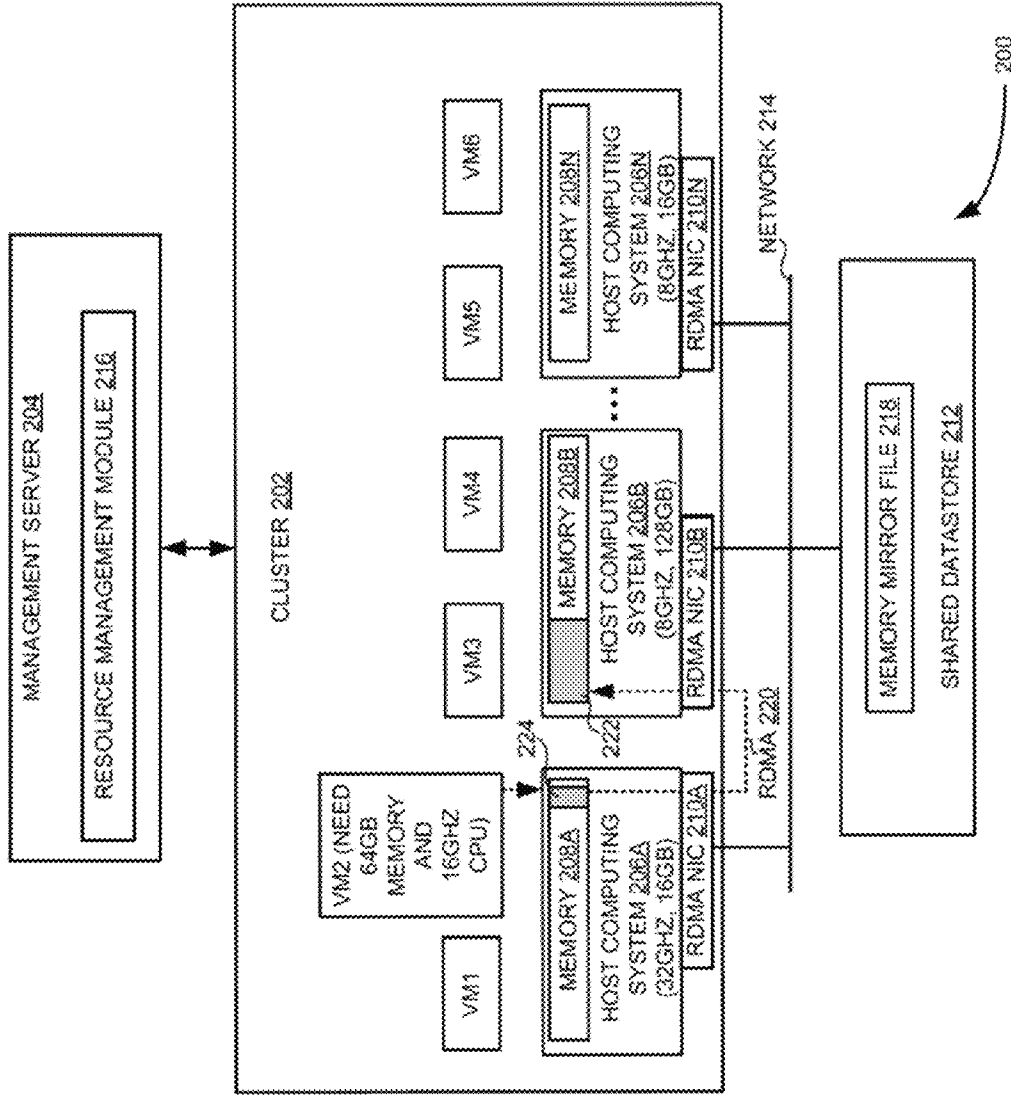 MANAGEMENT SERVER 204
RESOURCE MANAGEMENT MODULE 216
CLUSTER 202
VM1
VM2 (NEED
64GB
MEMORY
AND
16GHZ
CPU)
VM3
VM4
VM5
VM6
224
MEMORY 208A
HOST COMPUTING
SYSTEM 206A
(32GHZ, 16GB)
RDMA NIC 210A
222
MEMORY 208B
HOST COMPUTING
SYSTEM 206B
(8GHZ, 128GB)
RDMA NIC 210B
...
MEMORY 208N
HOST COMPUTING
SYSTEM 206N
(8GHZ, 16GB)
RDMA NIC 210N
RDMA 220
NETWORK 214
MEMORY MIRROR FILE 218
SHARED DATASTORE 212
200